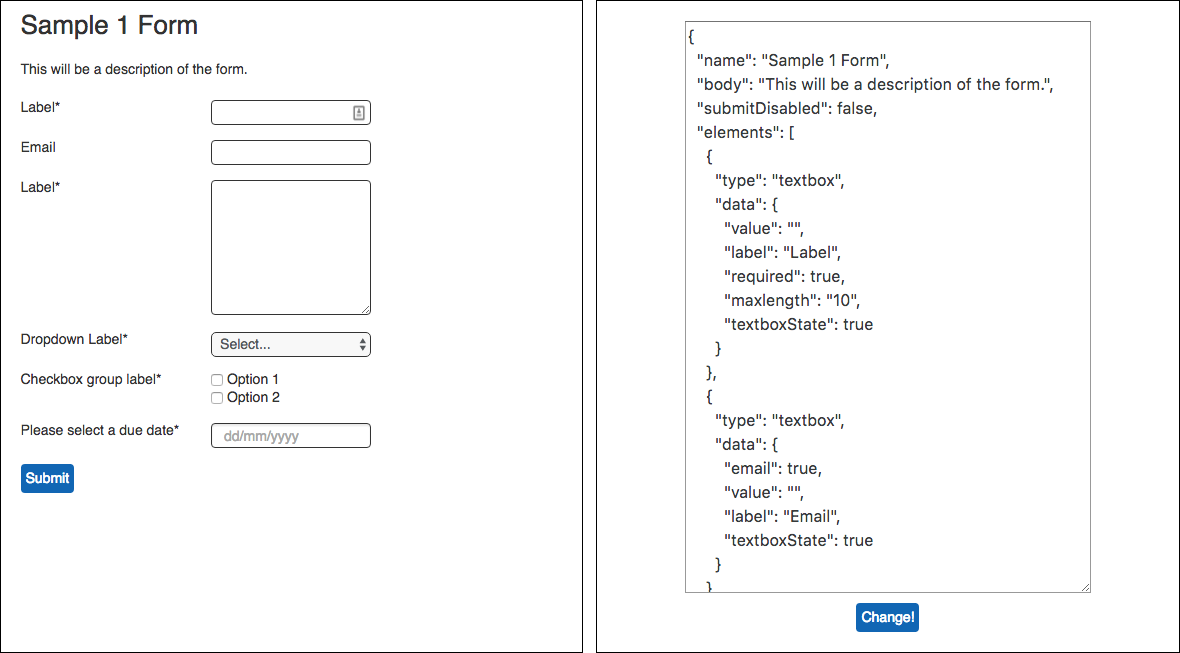 Sample 1 Form
This will be a description of the form.
Label*
Email
Label*
Dropdown Label*
Select...
Checkbox group label*
Option 1
Option 2
Please select a due date*
dd/mm/yyyy
Submit
{
"name": "Sample 1 Form",
"body": "This will be a description of the form.",
"submitDisabled": false,
"elements": [
{
"type": "textbox",
"data": {
"value": "",
"label": "Label",
"required": true,
"maxlength": "10",
"textboxState": true
}
},
{
"type": "textbox",
"data": {
"email": true,
"value": "",
"label": "Email",
"textboxState": true
}
}
Change!